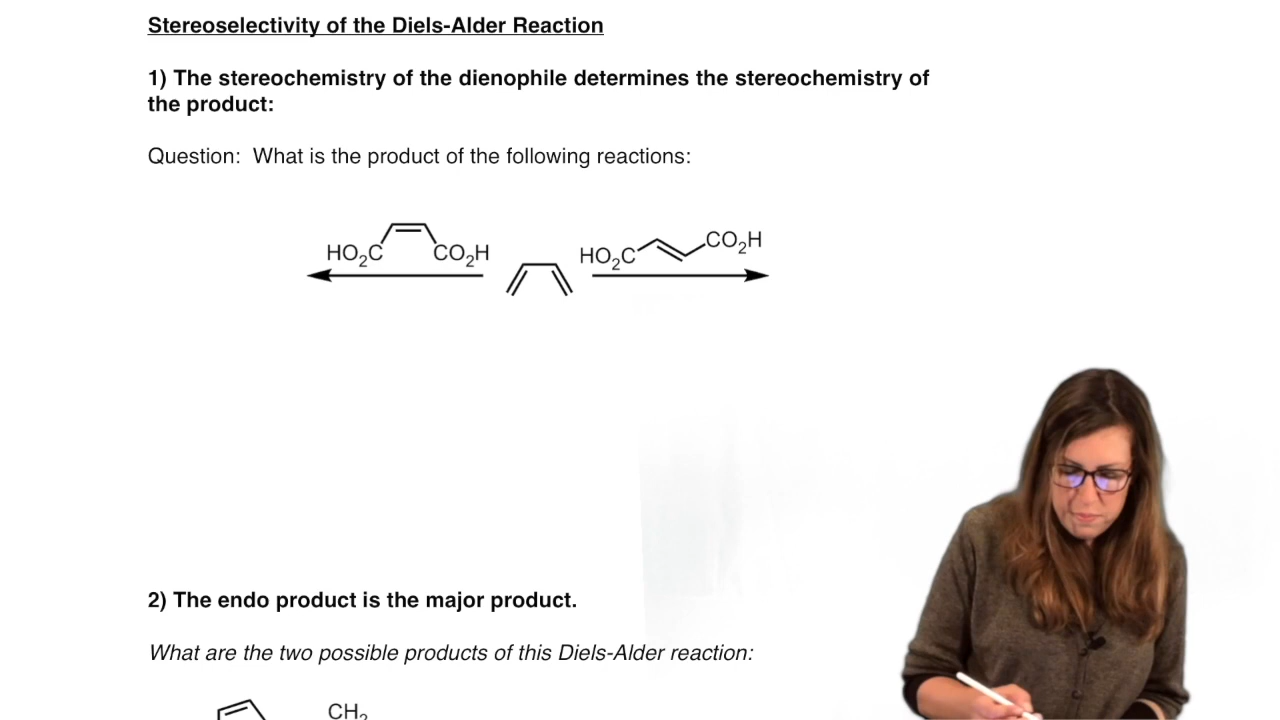 Stereoselectivity of the Diels-Alder Reaction
1) The stereochemistry of the dienophile determines the stereochemistry of
the product:
Question: What is the product of the following reactions:
HO₂C CO₂H HO₂C CO₂H
2) The endo product is the major product.
What are the two possible products of this Diels-Alder reaction:
CH₂